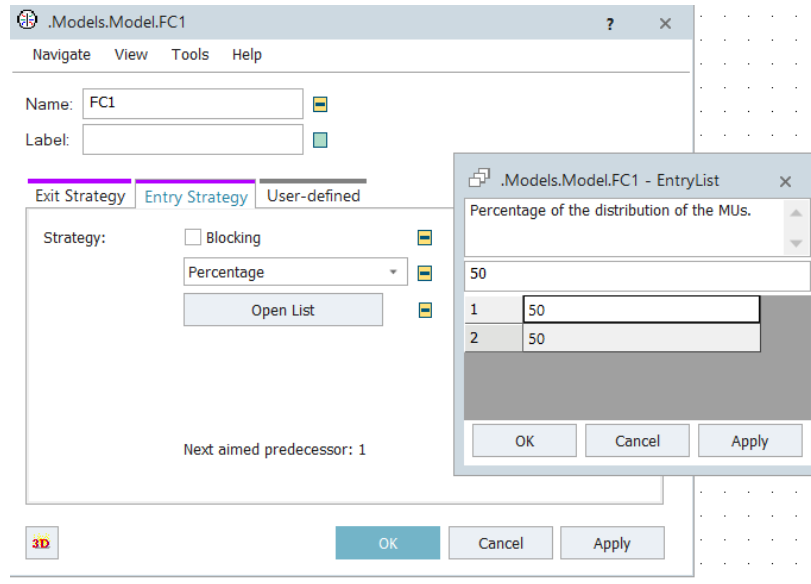 .Models.Model.FC1
?
Navigate View Tools Help
Name: FC1
Label:
Exit Strategy Entry Strategy User-defined
Strategy: Blocking
Percentage
Open List
Next aimed predecessor: 1
3D OK Cancel Apply
.Models.Model.FC1 - EntryList
Percentage of the distribution of the MUs.
50
1 50
2 50
OK Cancel Apply